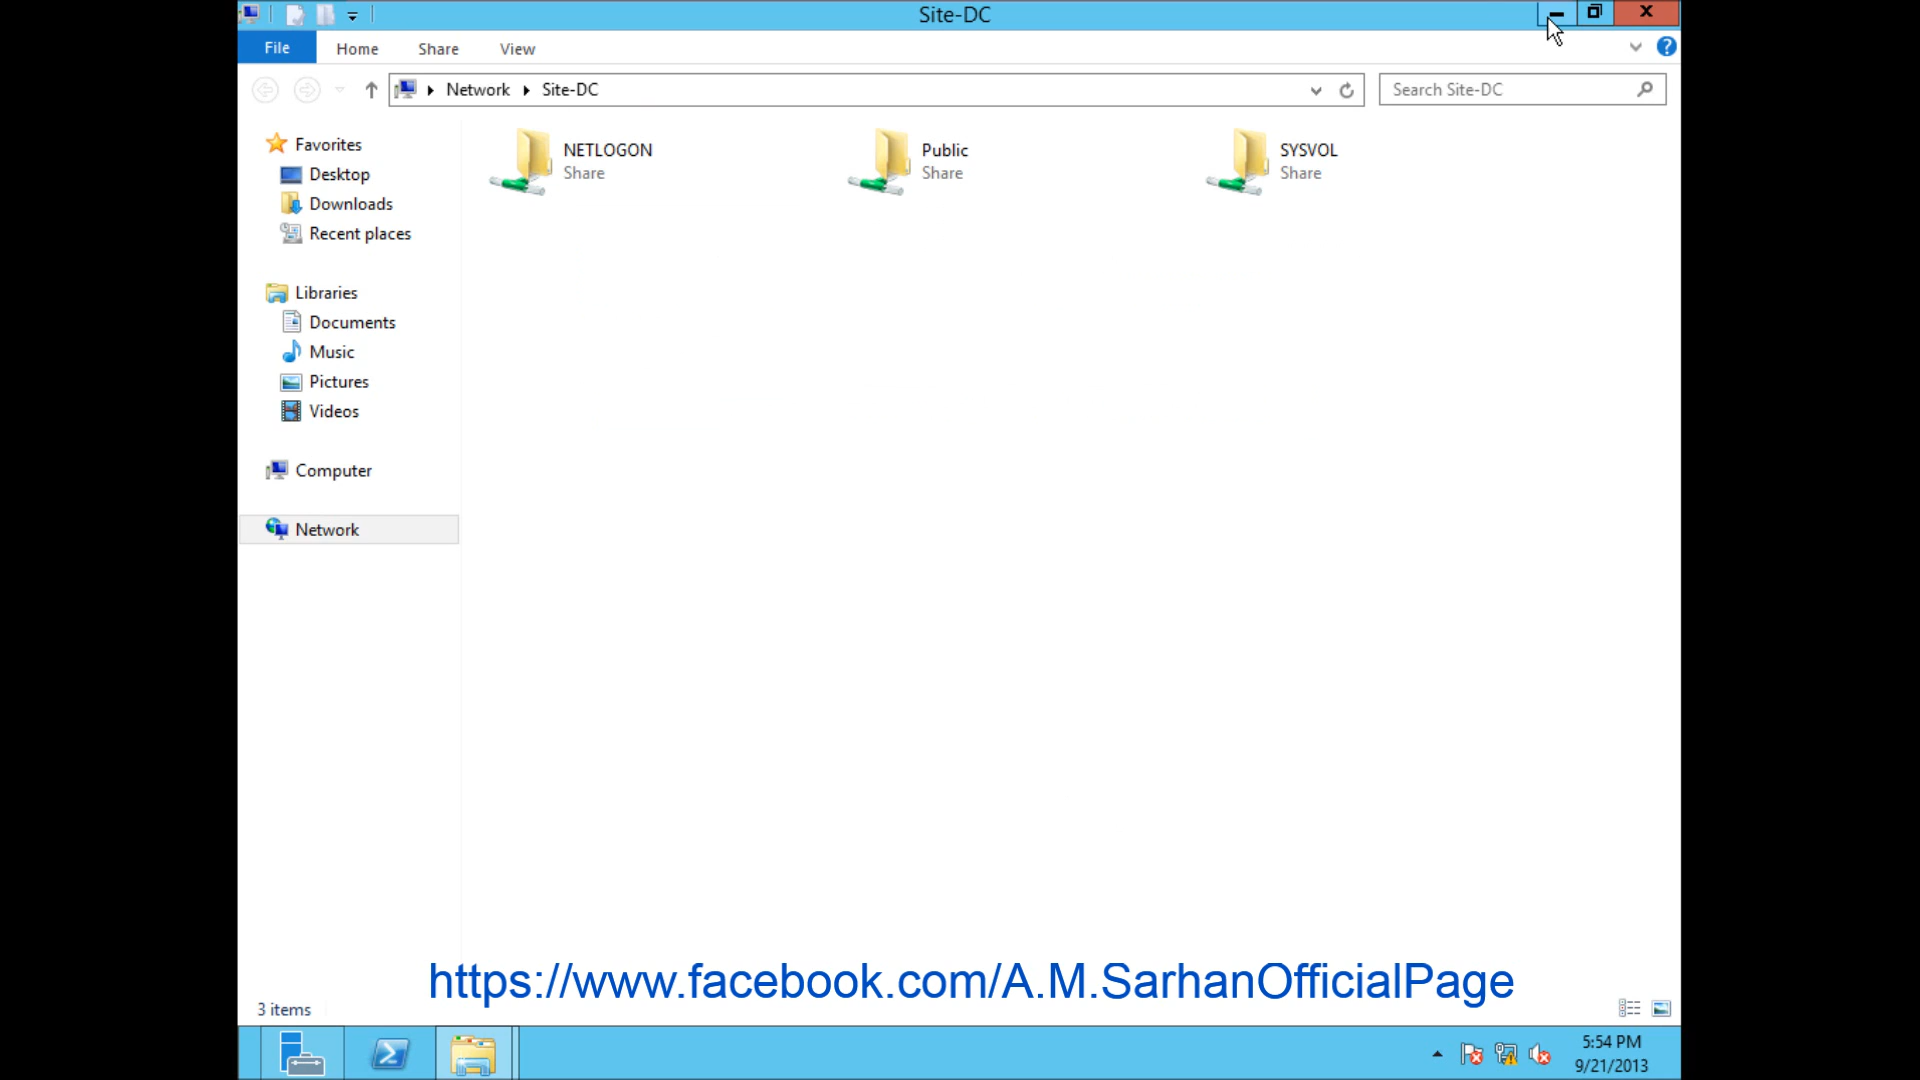 Site-DC
File Home Share View
Network Site-DC
Search Site-DC
Favorites
Desktop
Downloads
Recent places
Libraries
Documents
Music
Pictures
Videos
Computer
Network
NETLOGON
Share
Public
Share
SYSVOL
Share
https://www.facebook.com/A.M.SarhanOfficialPage
3 items
5:54 PM
9/21/2013